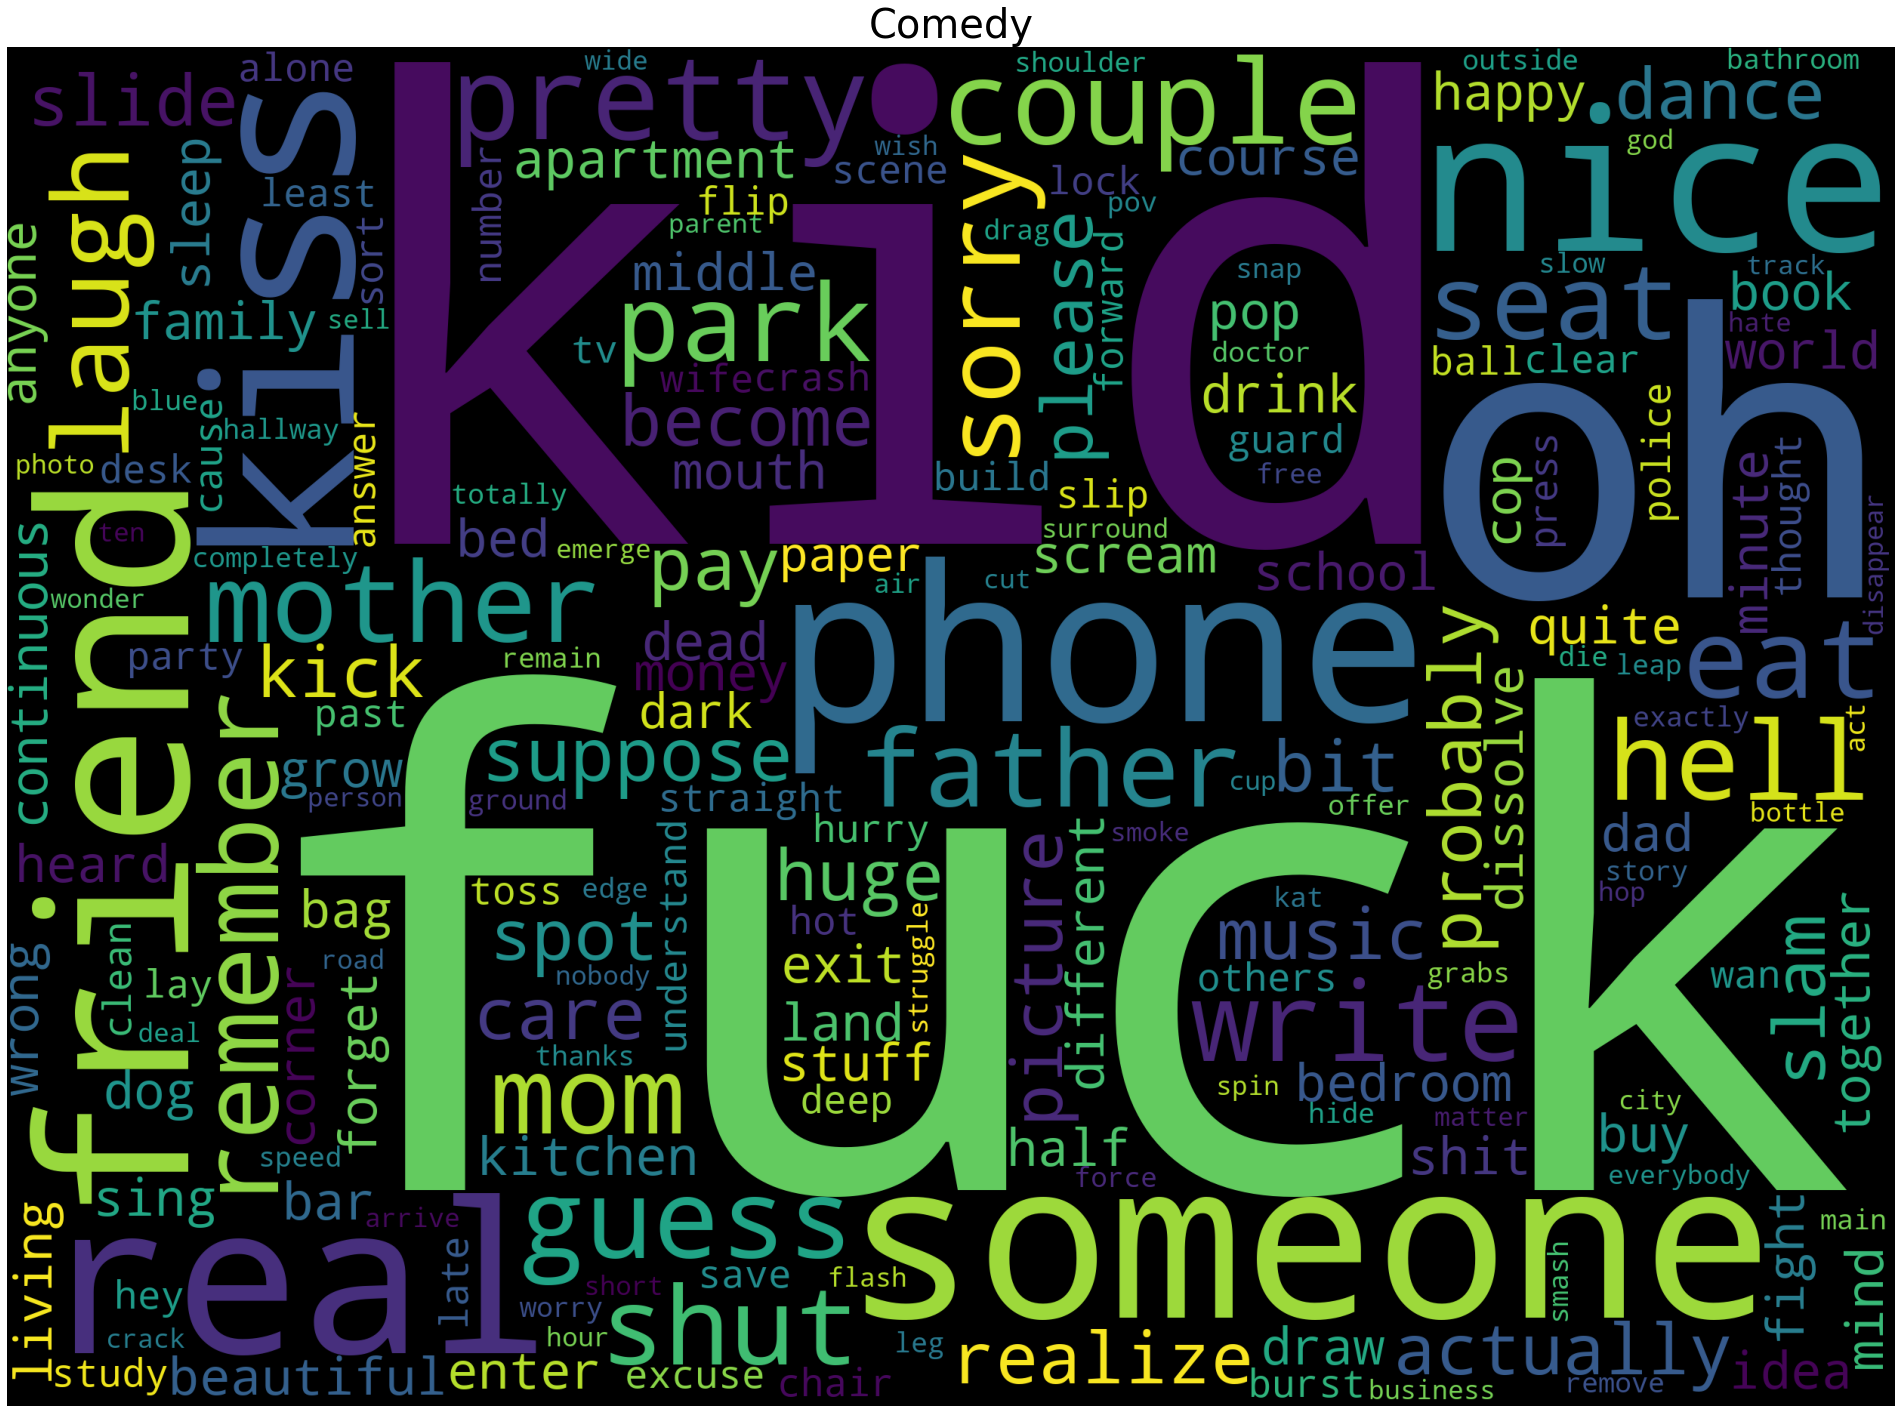 Comedy
slide
alone
kiss
pretty
wide
kid
couple
shoulder
nice
happy
outside
dance
bathroom
laugh
sleep
least
sort
number
apartment
flip
parent
scene
wish
sorry
lock
course
pov
drag
please
forward
god
anyone
family
sell
middle
park
tv
wife
crash
become
mouth
snap
pop
doctor
drink
guard
free
slow
track
seat
book
hate
world
ball
clear
oh
blue
hallway
cause
answer
photo
desk
totally
build
slip
surround
scream
cop
press
police
minute
thought
disappear
friend
ten
completely
wonder
continuous
mother
bed
emerge
pay
paper
air
cut
school
phone
party
kick
remain
dead
money
dark
past
remember
grow
person
ground
suppose
straight
father
cup
bit
offer
probably
dissolve
quite
die
leap
eat
exactly
act
hell
bottle
fuck
heard
bag
toss
edge
understand
hurry
huge
hot
struggle
picture
different
smoke
dad
story
hop
kat
music
others
grabs
wan
slam
together
wrong
clean
lay
deal
dog
corner
road
forget
spot
nobody
care
thanks
exit
land
stuff
deep
write
spin
bedroom
hide
matter
city
buy
everybody
mom
kitchen
half
force
shit
speed
sing
bar
arrive
living
real
late
guess
someone
smash
fight
main
mind
hey
crack
study
beautiful
enter
worry
short
hour
shut
save
flash
excuse
chair
leg
realize
draw
burst
business
actually
remove
idea